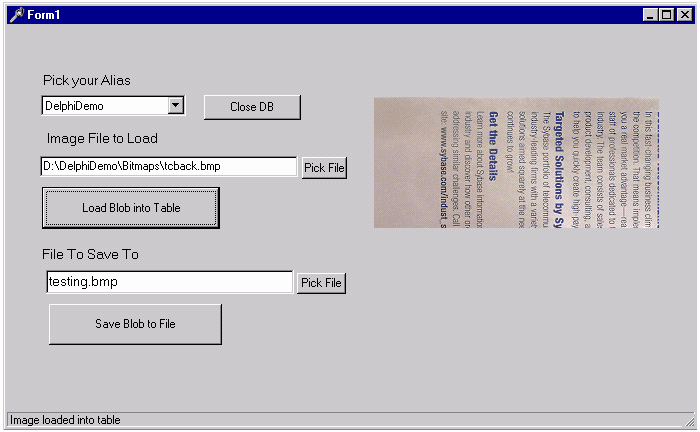 Form1
Pick your Alias
DelphiDemo
Close DB
Image File to Load
D:\DelphiDemo\Bitmaps\tcback.bmp
Pick File
Load Blob into Table
File To Save To
testing.bmp
Pick File
Save Blob to File
In this fast-changing business clim
the competition. That means imple
you a real market advantage—rea
staff of professionals dedicated to
industry. The team consists of sales
product development, consulting, a
to help you quickly create high-pay
Targeted Solutions by Sy
The Sybase portfolio of telecommu
industry-leading firms with a variet
solutions aimed squarely at the nee
continues to grow!
Get the Details
Learn more about Sybase information
industry and discover how other
addressing similar challenges. Call
site: www.sybase.com/indust_s
Image loaded into table